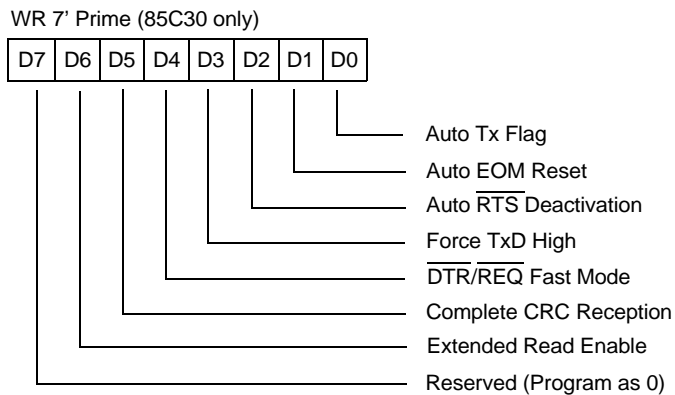 WR 7’ Prime (85C30 only)
D7 D6 D5 D4 D3 D2 D1 D0
Auto Tx Flag
Auto EOM Reset
Auto RTS Deactivation
Force TxD High
DTR/REQ Fast Mode
Complete CRC Reception
Extended Read Enable
Reserved (Program as 0)